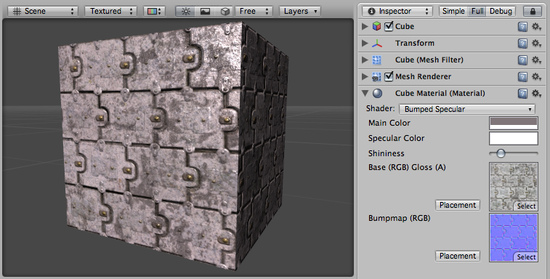 Scene
Textured
Free
Layers
Inspector
Simple Full Debug
Cube
Transform
Cube (Mesh Filter)
Mesh Renderer
Cube Material (Material)
Shader: Bumped Specular
Main Color
Specular Color
Shininess
Base (RGB) Gloss (A)
Placement Select
Bumpmap (RGB)
Placement Select